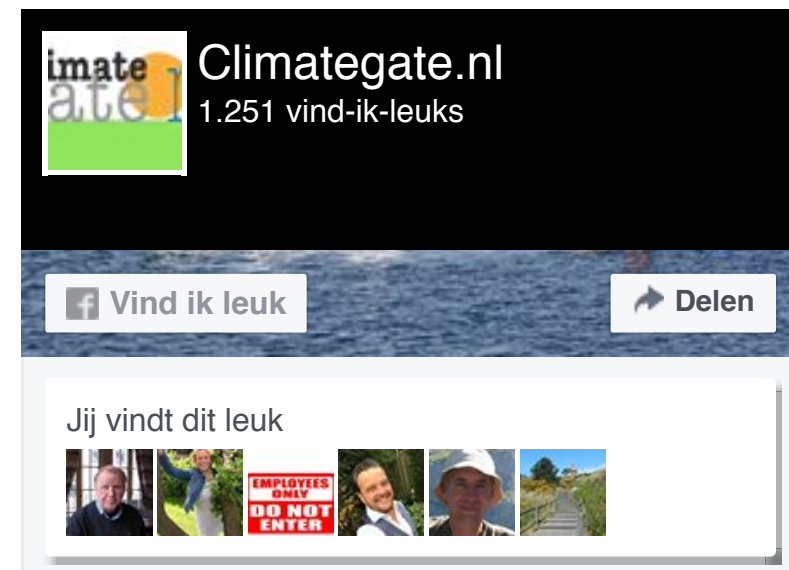 imate
ate
Climategate.nl
1.251 vind-ik-leuks
f Vind ik leuk
Delen
Jij vindt dit leuk
EMPLOYEES
ONLY
DO NOT
ENTER